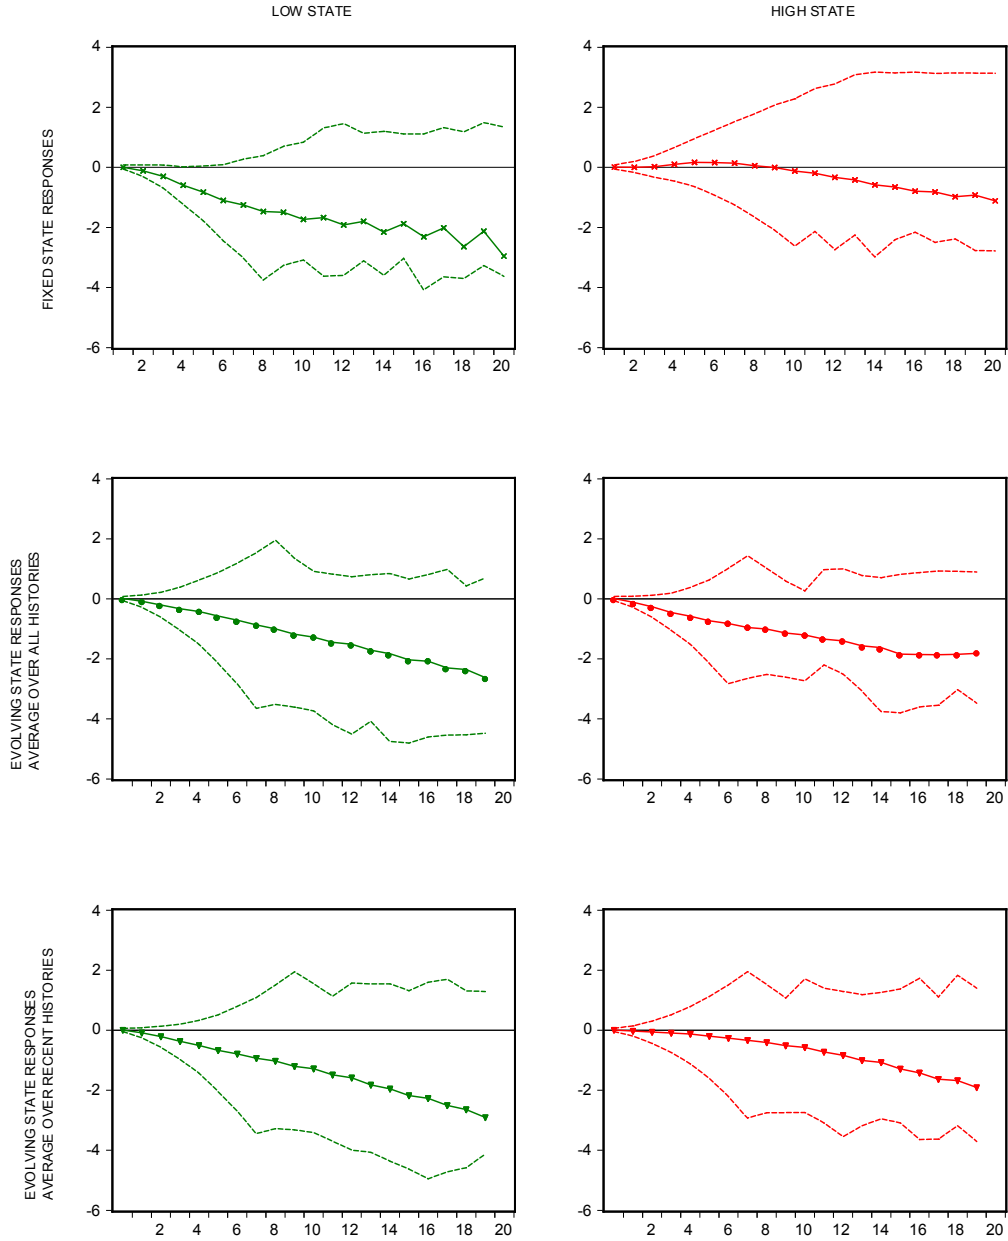 LOW STATE
HIGH STATE
FIXED STATE RESPONSES
4
2
0
-2
-4
-6
2 4 6 8 10 12 14 16 18 20
4
2
0
-2
-4
-6
2 4 6 8 10 12 14 16 18 20
EVOLVING STATE RESPONSES
AVERAGE OVER ALL HISTORIES
4
2
0
-2
-4
-6
2 4 6 8 10 12 14 16 18 20
4
2
0
-2
-4
-6
2 4 6 8 10 12 14 16 18 20
EVOLVING STATE RESPONSES
AVERAGE OVER RECENT HISTORIES
4
2
0
-2
-4
-6
2 4 6 8 10 12 14 16 18 20
4
2
0
-2
-4
-6
2 4 6 8 10 12 14 16 18 20